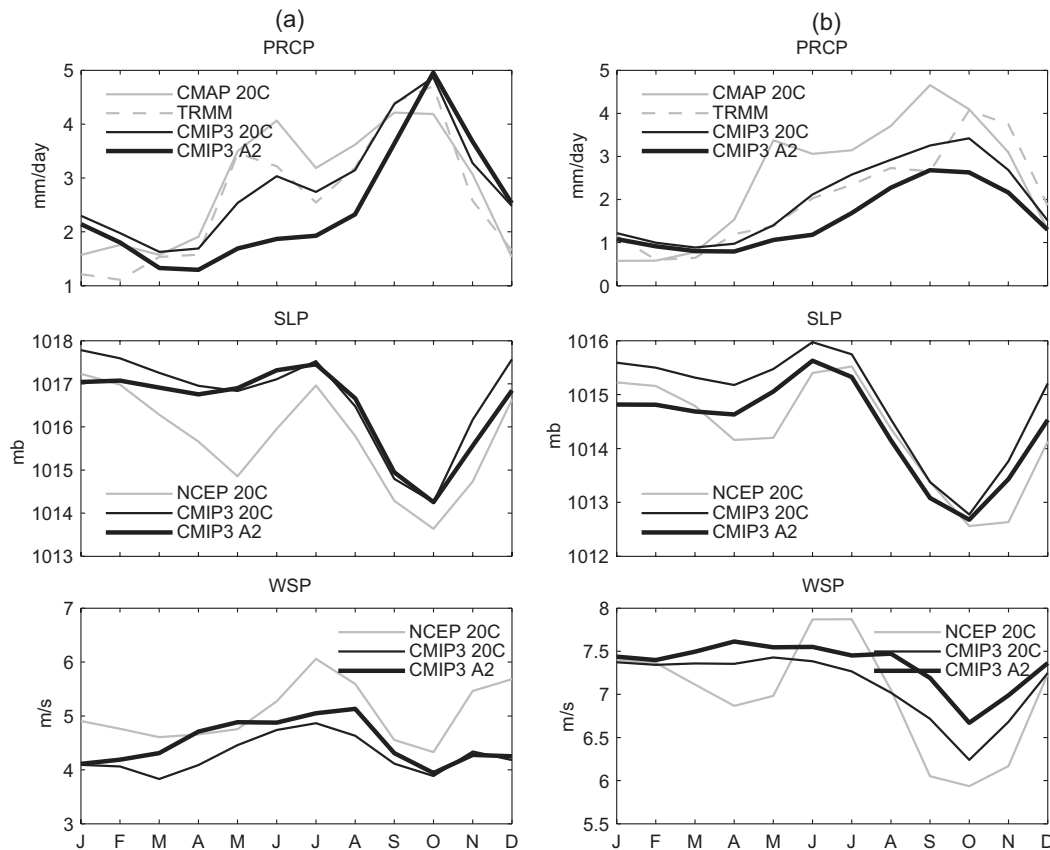 (a)
PRCP
5
4
3
2
1
mm/day
CMAP 20C
TRMM
CMIP3 20C
CMIP3 A2
SLP
1018
1017
1016
1015
1014
1013
mb
NCEP 20C
CMIP3 20C
CMIP3 A2
WSP
7
6
5
4
3
m/s
NCEP 20C
CMIP3 20C
CMIP3 A2
J F M A M J J A S O N D
(b)
PRCP
5
4
3
2
1
0
mm/day
CMAP 20C
TRMM
CMIP3 20C
CMIP3 A2
SLP
1016
1015
1014
1013
1012
mb
NCEP 20C
CMIP3 20C
CMIP3 A2
WSP
8
7.5
7
6.5
6
5.5
m/s
NCEP 20C
CMIP3 20C
CMIP3 A2
J F M A M J J A S O N D